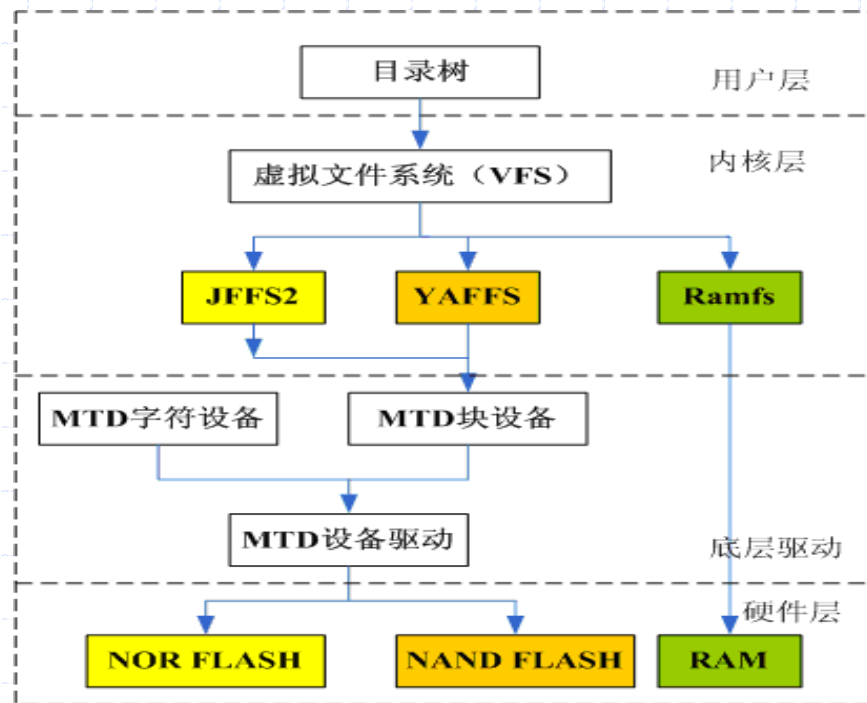 目录树
用户层
内核层
虚拟文件系统（VFS）
JFFS2
YAFFS
Ramfs
MTD字符设备
MTD块设备
MTD设备驱动
底层驱动
硬件层
NOR FLASH
NAND FLASH
RAM